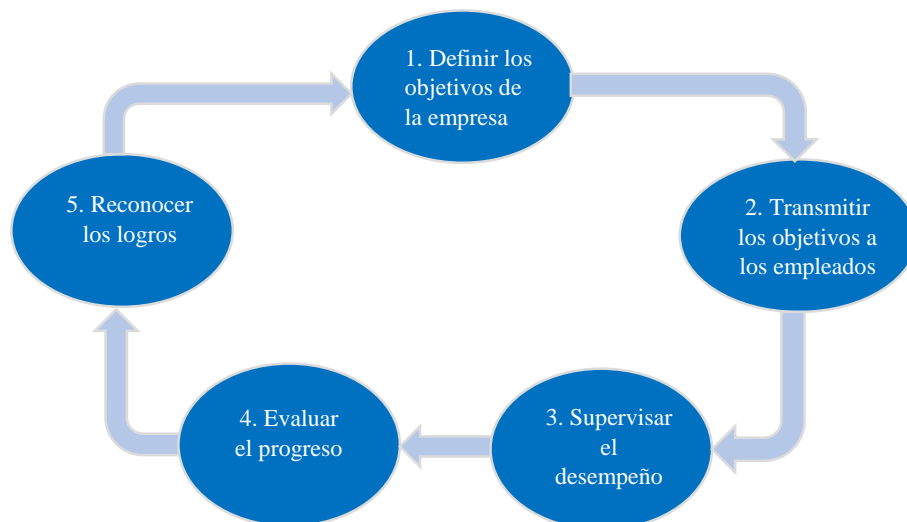 1. Definir los
objetivos de
la empresa
2. Transmitir
los objetivos a
los empleados
3. Supervisar
el
desempeño
4. Evaluar
el progreso
5. Reconocer
los logros